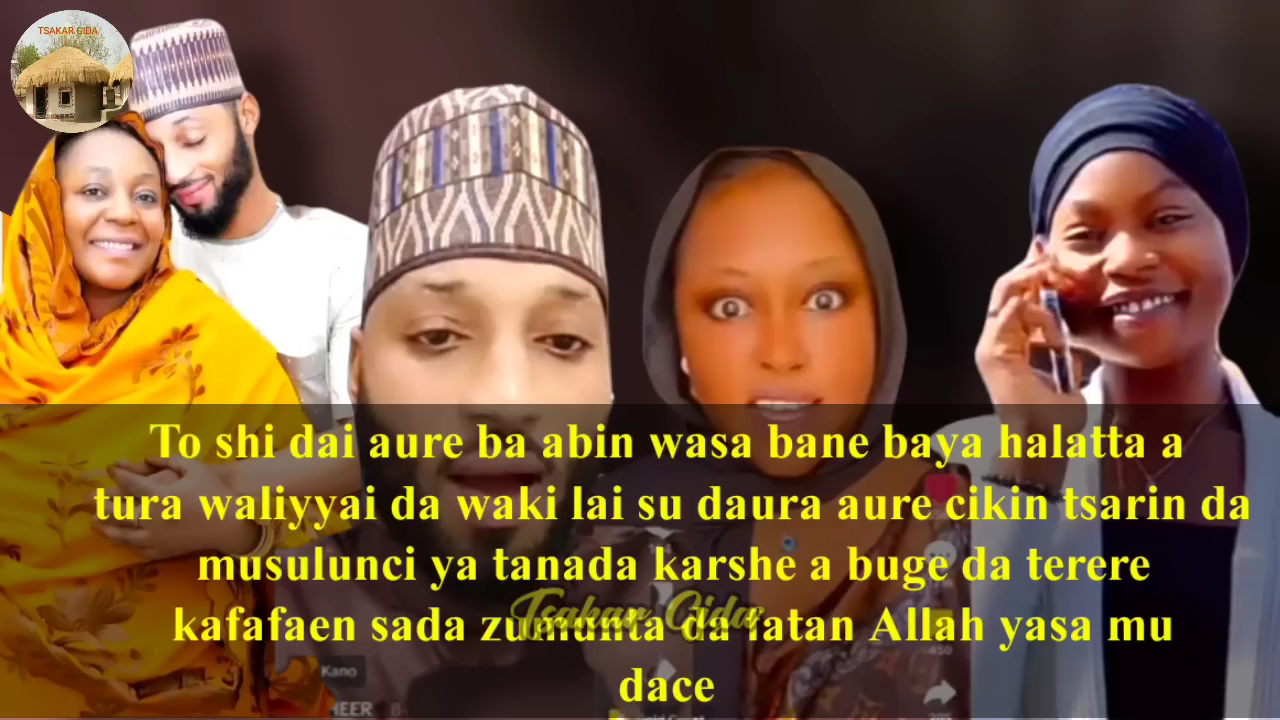 TSAKAR GIDA
To shi dai aure ba abin wasa bane baya halatta a
tura waliyyai da waki lai su daura aure cikin tsarin da
musulunci ya tanada karshe a buge da terere
kafafaen sada zumunta da fatan Allah yasa mu
dace
Tsakar Gida
Kano
450